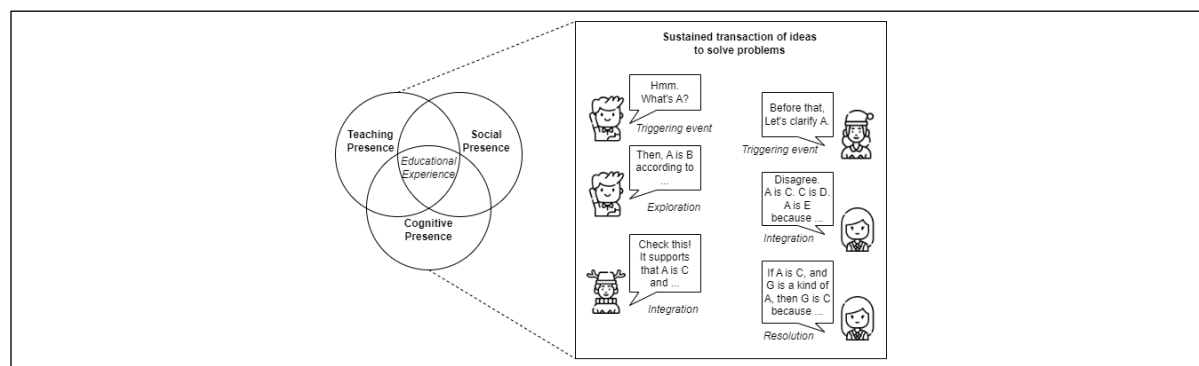 Teaching
Presence
Social
Presence
Educational
Experience
Cognitive
Presence
Sustained transaction of ideas
to solve problems
Hmm.
What's A?
Triggering event
Before that,
Let's clarify A.
Triggering event
Then, A is B
according to
...
Exploration
Disagree.
A is C. C is D.
A is E
because ...
Integration
Check this!
It supports
that A is C
and ...
Integration
If A is C, and
G is a kind of
A, then G is C
because ...
Resolution